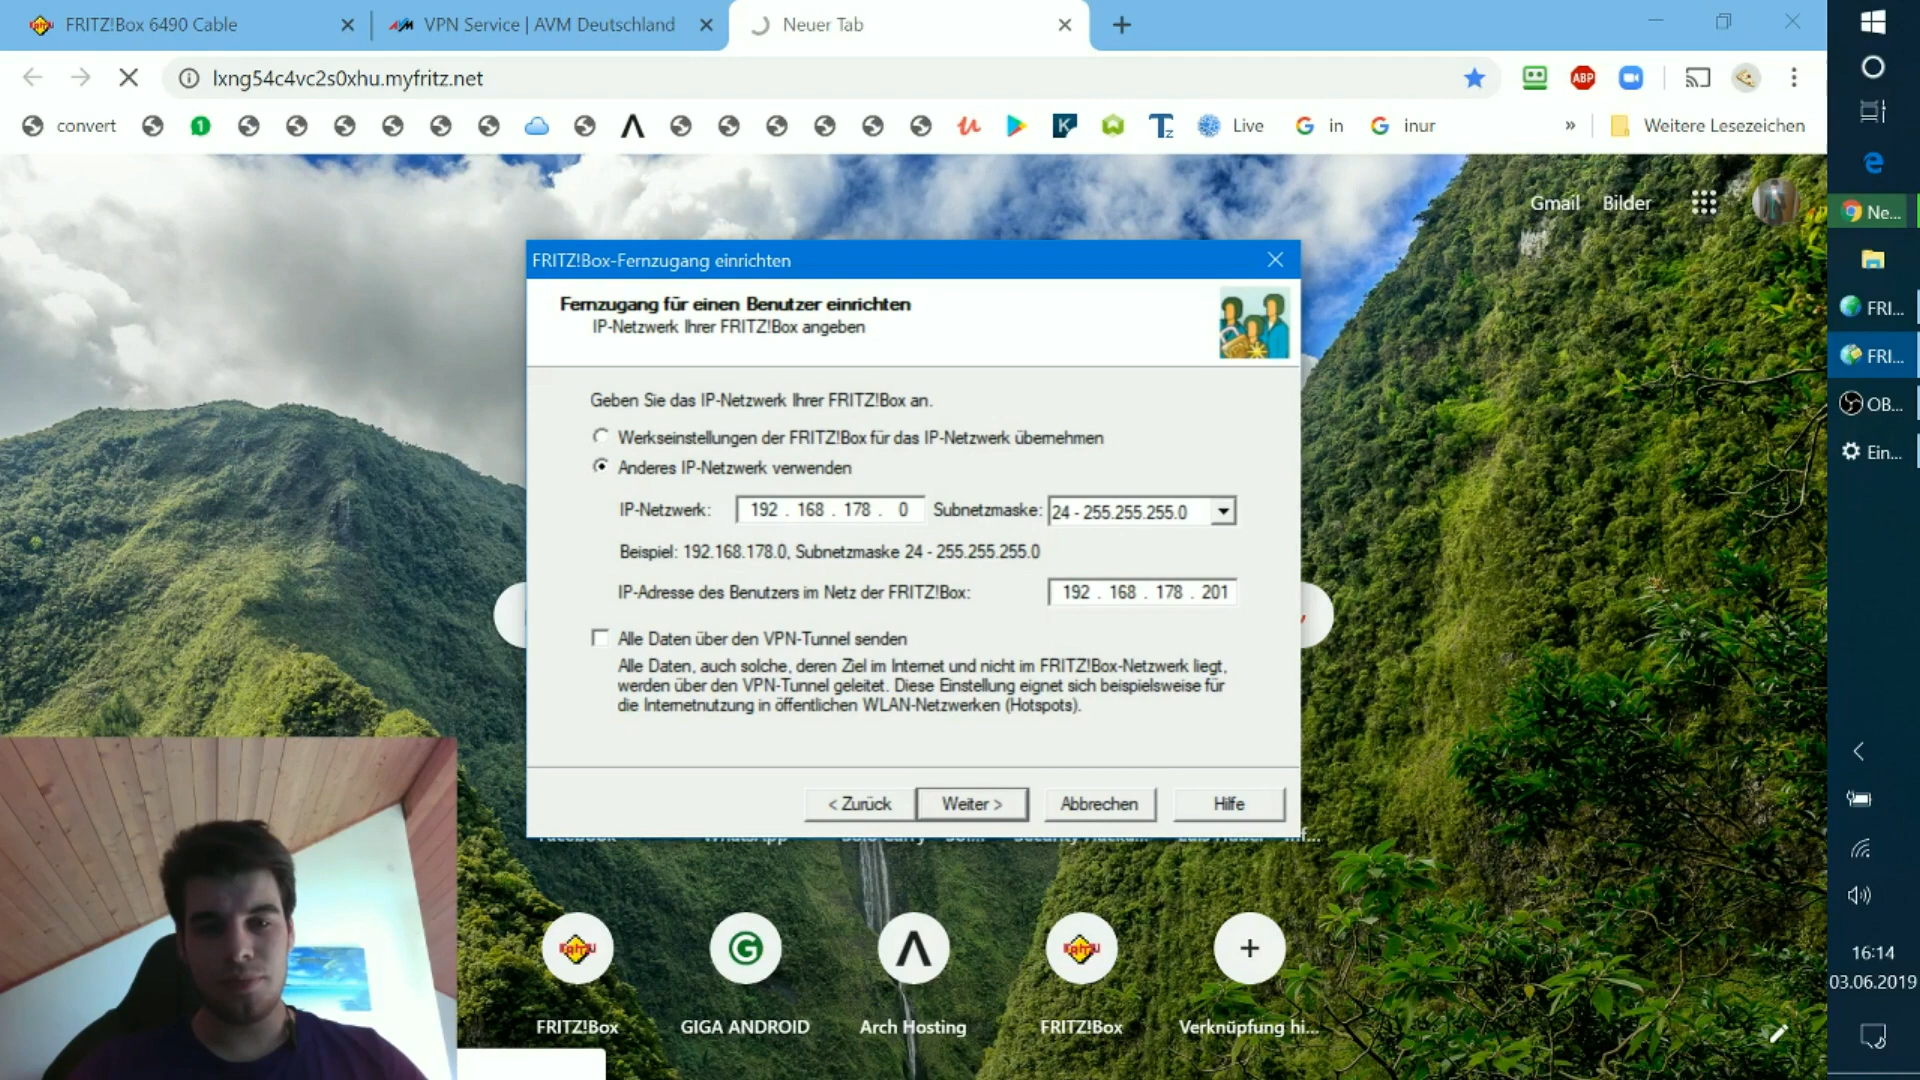 FRITZ!Box 6490 Cable
VPN Service | AVM Deutschland
Neuer Tab
lxng54c4vc2s0xhu.myfritz.net
ABP
convert
1
Live
in
inur
»
Weitere Lesezeichen
Gmail
Bilder
FRITZ!Box-Fernzugang einrichten
Fernzugang für einen Benutzer einrichten
IP-Netzwerk Ihrer FRITZ!Box angeben
Geben Sie das IP-Netzwerk Ihrer FRITZ!Box an.
Werkseinstellungen der FRITZ!Box für das IP-Netzwerk übernehmen
Anderes IP-Netzwerk verwenden
IP-Netzwerk: 192 . 168 . 178 . 0 Subnetzmaske: 24 - 255.255.255.0
Beispiel: 192.168.178.0, Subnetzmaske 24 - 255.255.255.0
IP-Adresse des Benutzers im Netz der FRITZ!Box: 192 . 168 . 178 . 201
Alle Daten über den VPN-Tunnel senden
Alle Daten, auch solche, deren Ziel im Internet und nicht im FRITZ!Box-Netzwerk liegt,
werden über den VPN-Tunnel geleitet. Diese Einstellung eignet sich beispielsweise für
die Internetnutzung in öffentlichen WLAN-Netzwerken (Hotspots).
< Zurück
Weiter >
Abbrechen
Hilfe
FRITZ!Box
GIGA ANDROID
Arch Hosting
FRITZ!Box
Verknüpfung hi...
Ne...
FRI...
FRI...
OB...
Ein...
16:14
03.06.2019